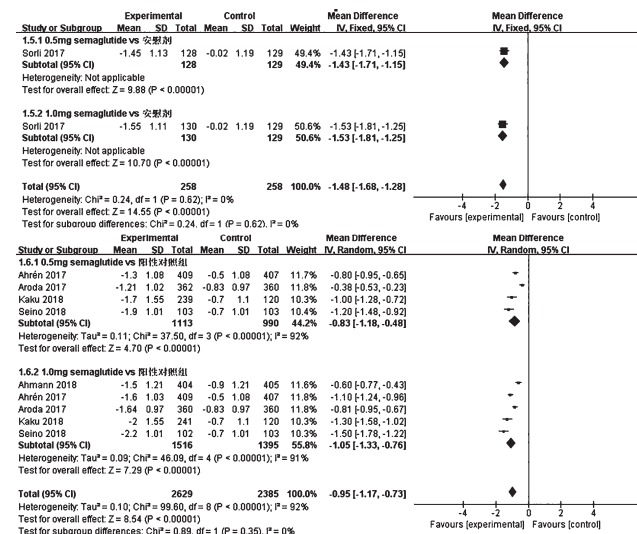 Experimental Control Mean Difference Mean Difference
Study or Subgroup Mean SD Total Mean SD Total Weight IV, Fixed, 95% CI IV, Fixed, 95% CI
1.5.1 0.5mg semaglutide vs 安慰剂
Sorli 2017 -1.45 1.13 128 -0.02 1.19 129 49.4% -1.43 [-1.71, -1.15]
Subtotal (95% CI) 128 129 49.4% -1.43 [-1.71, -1.15]
Heterogeneity: Not applicable
Test for overall effect: Z = 9.88 (P < 0.00001)
1.5.2 1.0mg semaglutide vs 安慰剂
Sorli 2017 -1.55 1.11 130 -0.02 1.19 129 50.6% -1.53 [-1.81, -1.25]
Subtotal (95% CI) 130 129 50.6% -1.53 [-1.81, -1.25]
Heterogeneity: Not applicable
Test for overall effect: Z = 10.70 (P < 0.00001)
Total (95% CI) 258 258 100.0% -1.48 [-1.68, -1.28]
Heterogeneity: Chi² = 0.24, df = 1 (P = 0.62); I² = 0%
Test for overall effect: Z = 14.55 (P < 0.00001)
Test for subgroup differences: Chi² = 0.24, df = 1 (P = 0.62), I² = 0%
-4 -2 0 2 4
Favours [experimental] Favours [control]
Experimental Control Mean Difference Mean Difference
Study or Subgroup Mean SD Total Mean SD Total Weight IV, Random, 95% CI IV, Random, 95% CI
1.6.1 0.5mg semaglutide vs 阳性对照组
Ahrén 2017 -1.3 1.08 409 -0.5 1.08 407 11.7% -0.80 [-0.95, -0.65]
Aroda 2017 -1.21 1.02 362 -0.83 0.97 360 11.7% -0.38 [-0.53, -0.23]
Kaku 2018 -1.7 1.55 239 -0.7 1.1 120 10.4% -1.00 [-1.28, -0.72]
Seino 2018 -1.9 1.01 103 -0.7 1.01 103 10.4% -1.20 [-1.48, -0.92]
Subtotal (95% CI) 1113 990 44.2% -0.83 [-1.18, -0.48]
Heterogeneity: Tau² = 0.11; Chi² = 37.50, df = 3 (P < 0.00001); I² = 92%
Test for overall effect: Z = 4.70 (P < 0.00001)
1.6.2 1.0mg semaglutide vs 阳性对照组
Ahmann 2018 -1.5 1.21 404 -0.9 1.21 405 11.6% -0.60 [-0.77, -0.43]
Ahrén 2017 -1.6 1.03 409 -0.5 1.08 407 11.7% -1.10 [-1.24, -0.96]
Aroda 2017 -1.64 0.97 360 -0.83 0.97 360 11.7% -0.81 [-0.95, -0.67]
Kaku 2018 -2 1.55 241 -0.7 1.1 120 10.4% -1.30 [-1.58, -1.02]
Seino 2018 -2.2 1.01 102 -0.7 1.01 103 10.4% -1.50 [-1.78, -1.22]
Subtotal (95% CI) 1516 1395 55.8% -1.05 [-1.33, -0.76]
Heterogeneity: Tau² = 0.09; Chi² = 46.09, df = 4 (P < 0.00001); I² = 91%
Test for overall effect: Z = 7.29 (P < 0.00001)
Total (95% CI) 2629 2385 100.0% -0.95 [-1.17, -0.73]
Heterogeneity: Tau² = 0.10; Chi² = 99.60, df = 8 (P < 0.00001); I² = 92%
Test for overall effect: Z = 8.54 (P < 0.00001)
Test for subgroup differences: Chi² = 0.89, df = 1 (P = 0.35), I² = 0%
-4 -2 0 2 4
Favours [experimental] Favours [control]